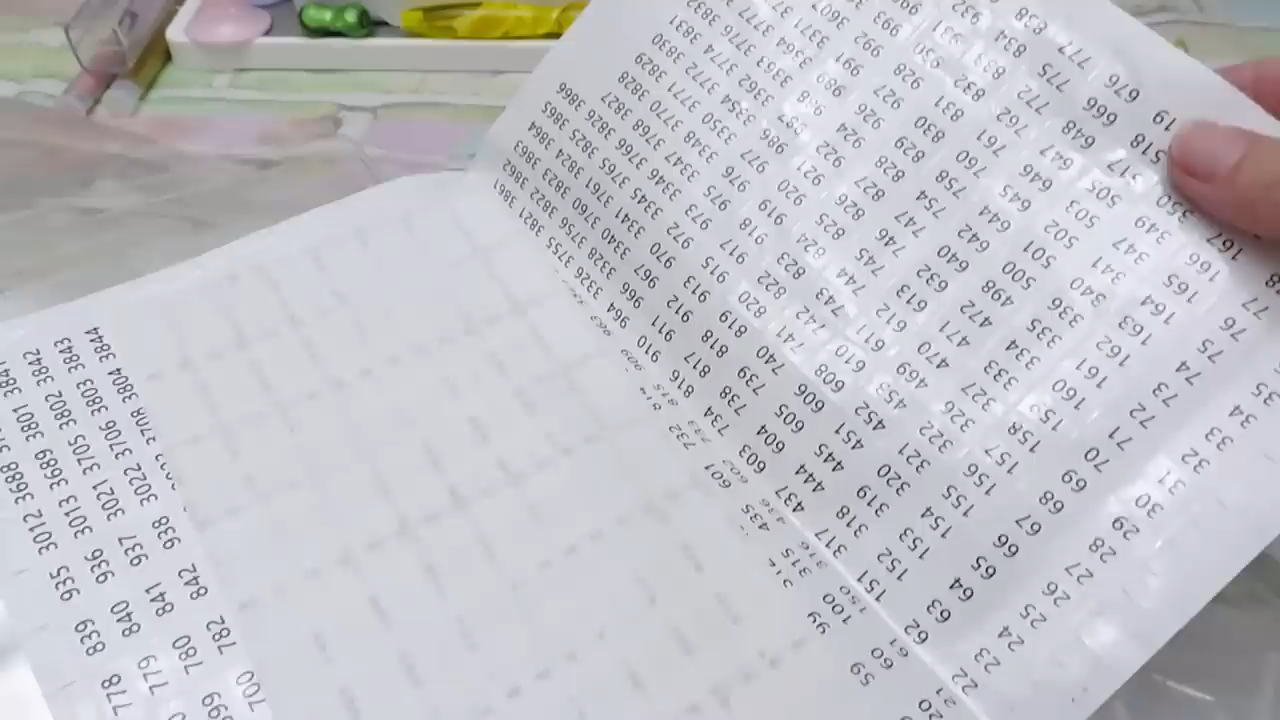 778 839 935 3012 3688
779 840 936 3013 3689 3801 3841
699 780 841 937 3021 3705 3802 3842
700 782 842 938 3022 3706 3803 3843
3708 3804 3844
20 59 99
21 60 100 315 435 601 732
22 62 151 317 437 603 734 816 910 964 3326 3755 3821 3861
23 63 152 318 444 604 738 817 911 966 3328 3756 3822 3862
24 64 153 319 445 605 739 818 912 967 3340 3760 3823 3863
25 65 154 320 451 606 740 819 913 970 3341 3761 3824 3864
26 66 155 321 452 608 741 820 915 972 3345 3765 3825 3865
27 67 156 322 453 610 742 822 917 973 3346 3766 3826 3866
28 68 157 326 469 611 743 823 918 975 3347 3768 3827
29 69 158 327 470 612 744 824 919 976 3348 3770 3828
30 70 333 471 613 745 825 920 977 3350 3771 3829
31 71 160 334 472 632 746 826 921 986 3354 3772 3830
32 72 161 335 498 640 747 827 922 987 3362 3774 3831
33 73 162 336 500 642 754 828 924 988 3363 3776 3832
34 74 163 340 501 644 758 829 926 989 3364 3777
35 75 164 341 502 645 760 830 927 991 3371
76 165 347 503 646 761 831 928 992
77 166 349 505 647 762 832 930 993
167 350 517 648 772 833 931
518 666 775 834 932
676 777 838